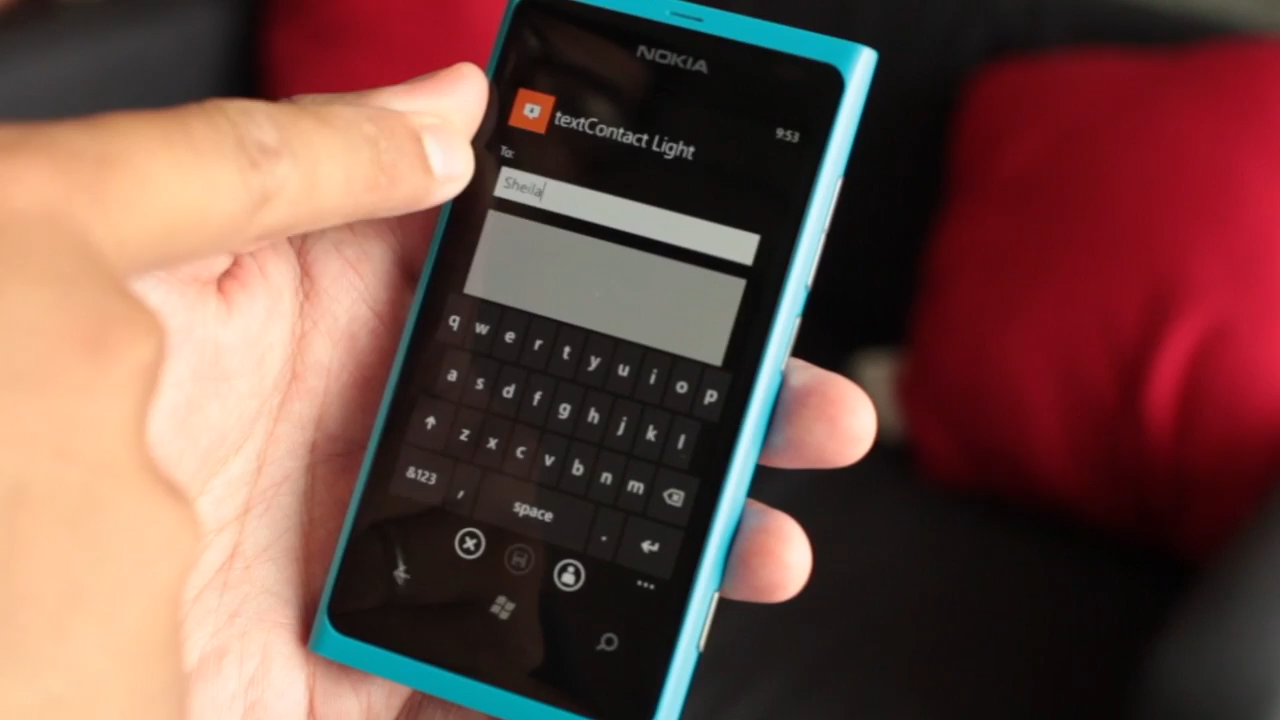 NOKIA
9:53
textContact Light
To:
Sheila
q w e r t y u i o p
a s d f g h j k l
z x c v b n m
&123 , space .
...